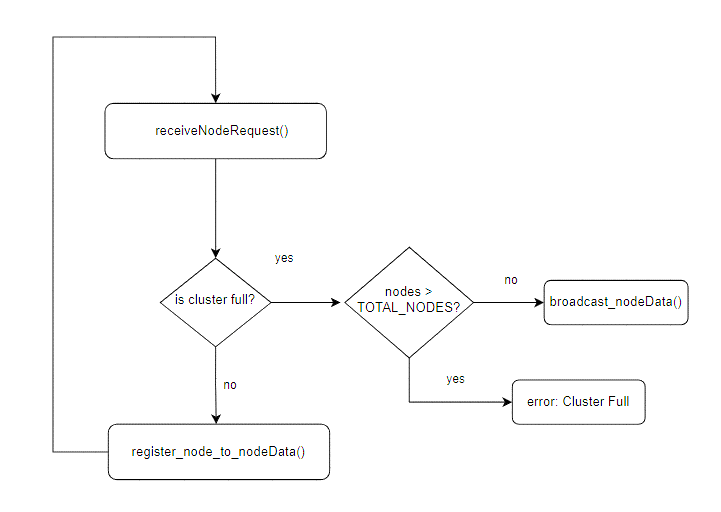 receiveNodeRequest()
yes
is cluster full?
nodes >
TOTAL_NODES?
no
broadcast_nodeData()
yes
error: Cluster Full
no
register_node_to_nodeData()